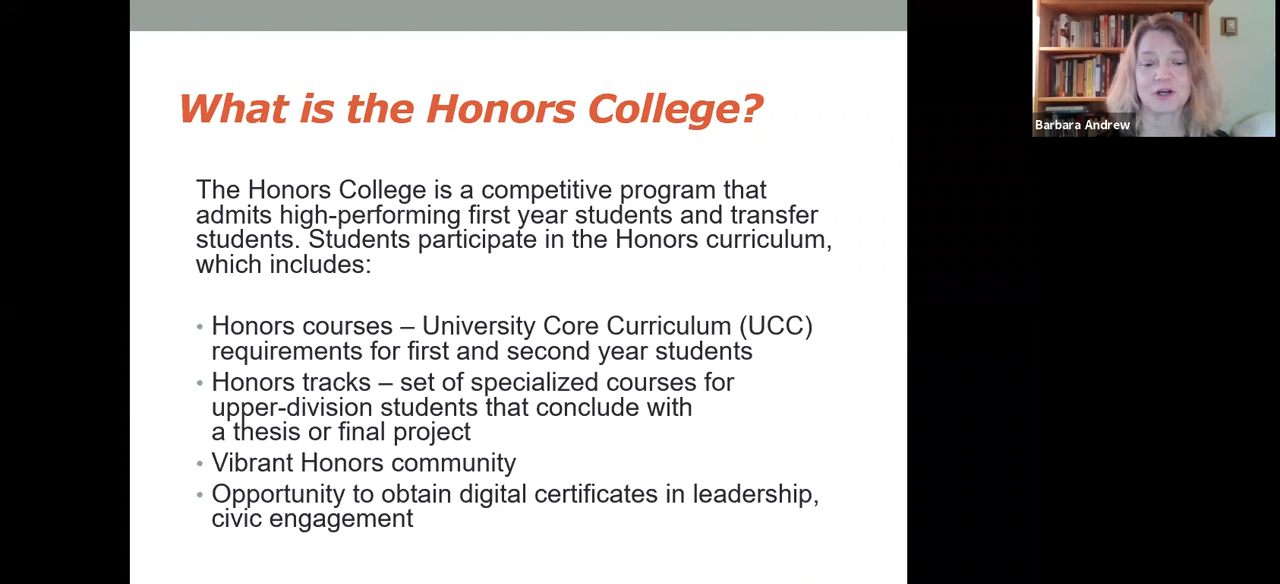 What is the Honors College?
The Honors College is a competitive program that
admits high-performing first year students and transfer
students. Students participate in the Honors curriculum,
which includes:
• Honors courses – University Core Curriculum (UCC)
requirements for first and second year students
• Honors tracks – set of specialized courses for
upper-division students that conclude with
a thesis or final project
• Vibrant Honors community
• Opportunity to obtain digital certificates in leadership,
civic engagement
Barbara Andrew